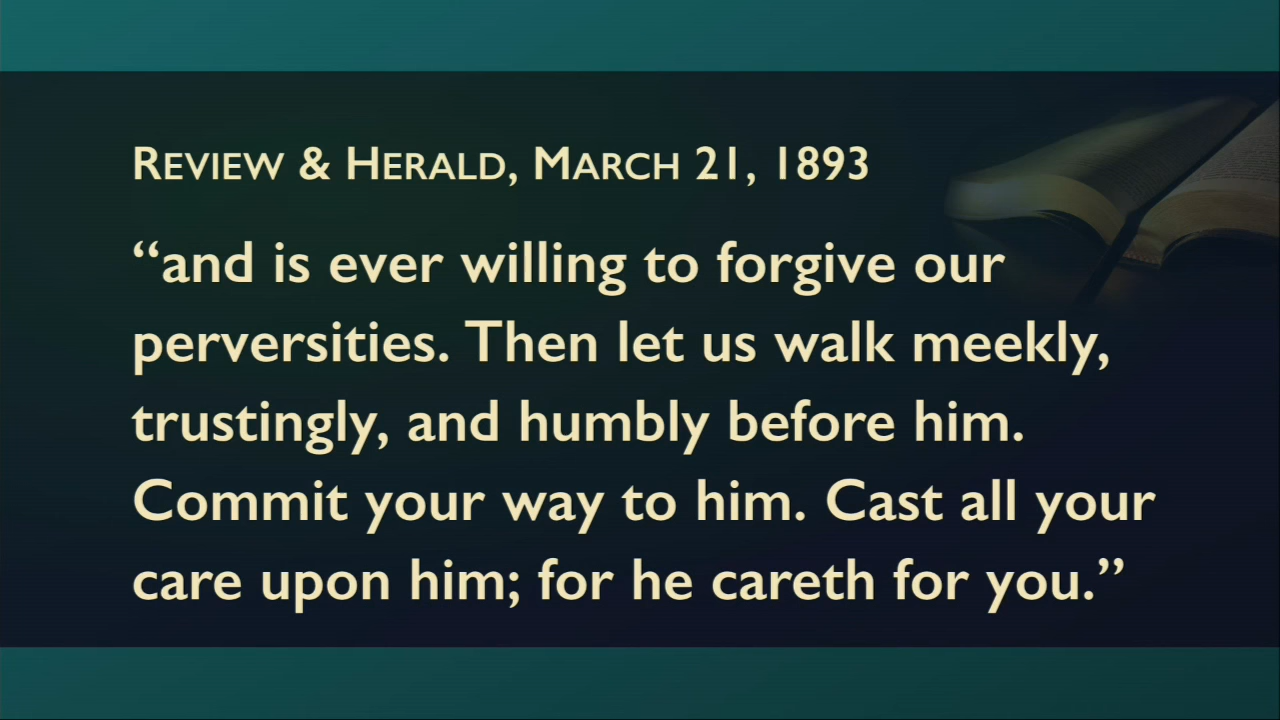 REVIEW & HERALD, MARCH 21, 1893
“and is ever willing to forgive our
perversities. Then let us walk meekly,
trustingly, and humbly before him.
Commit your way to him. Cast all your
care upon him; for he careth for you.”